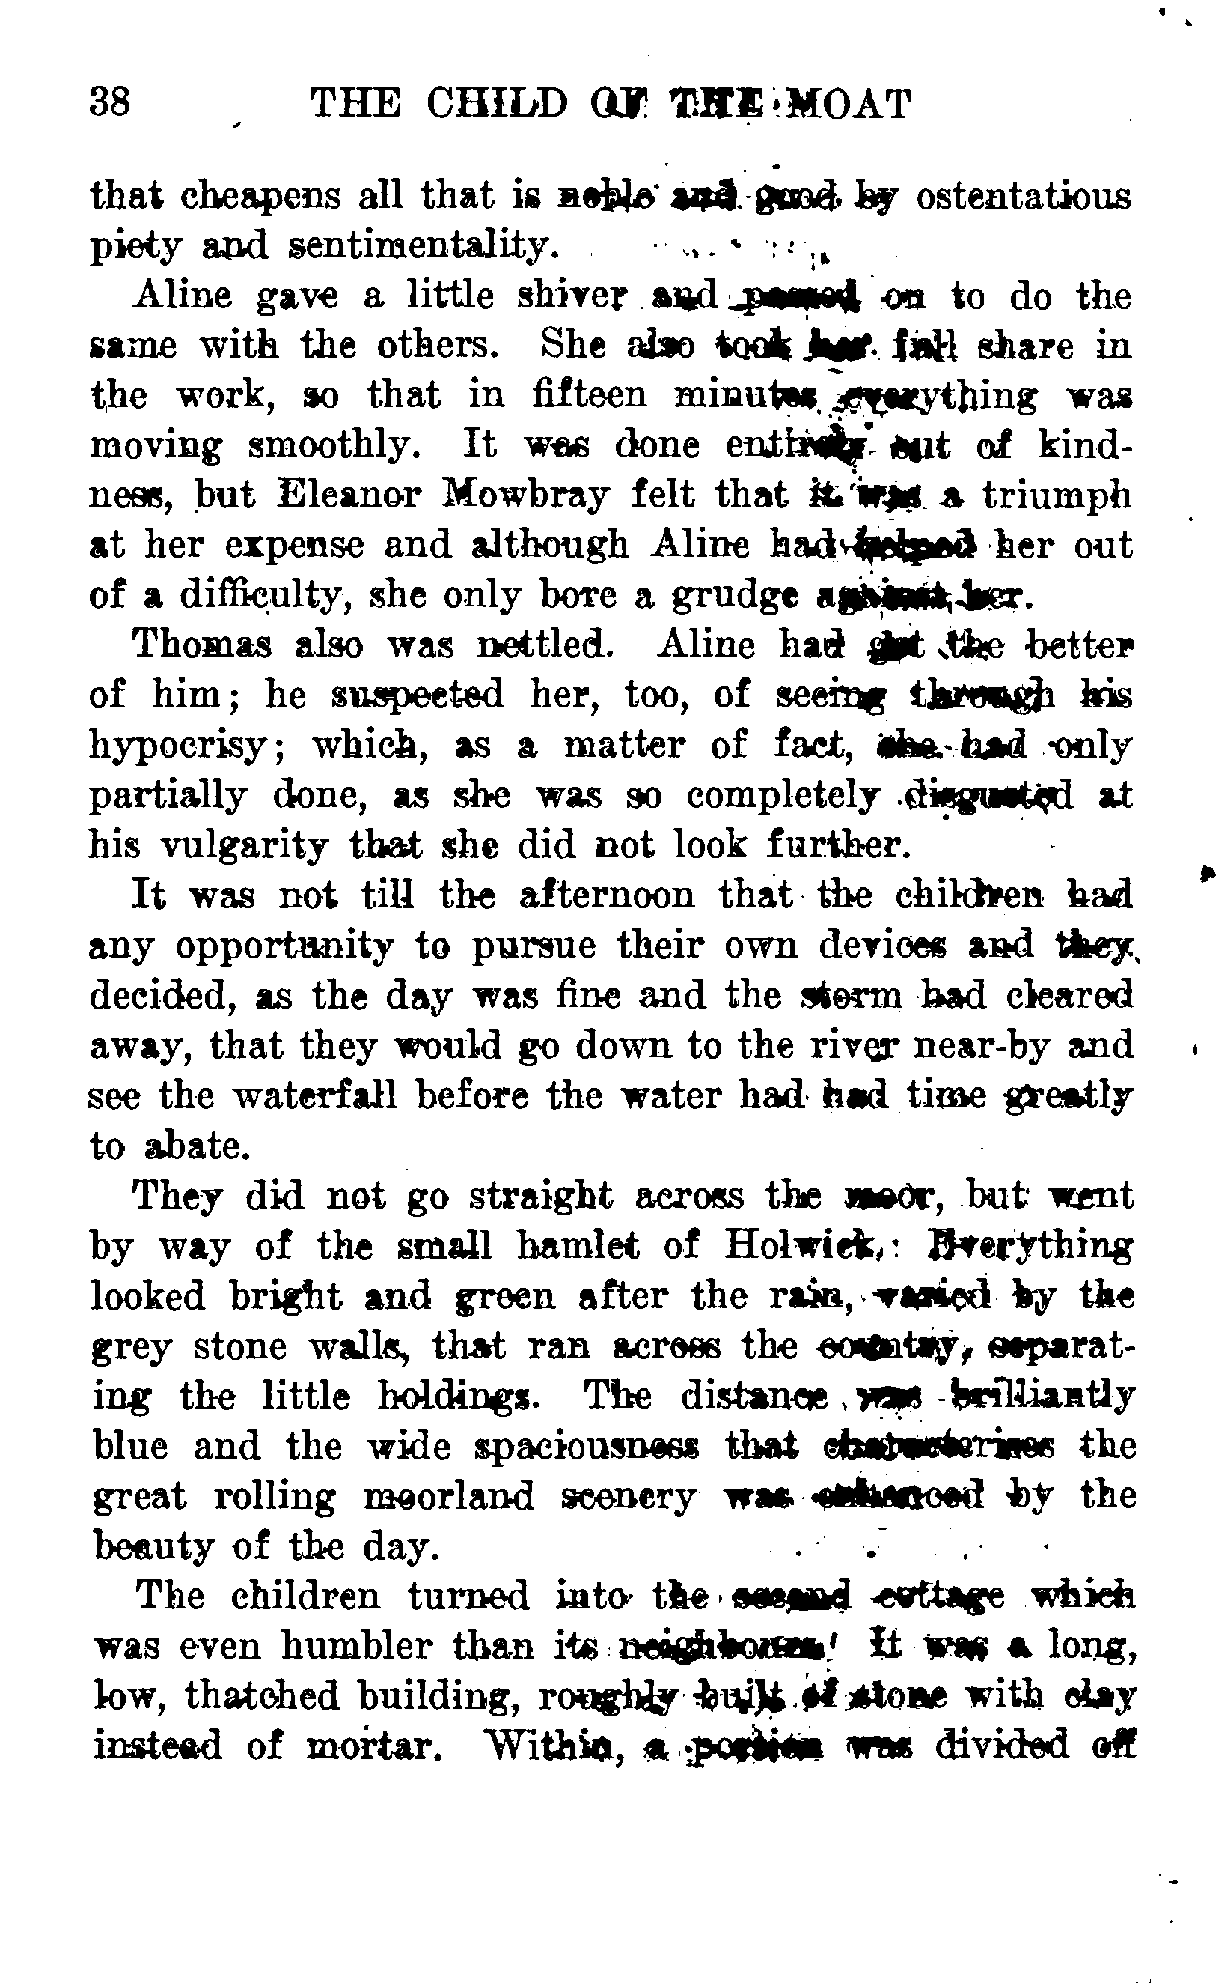 38 THE CHILD OF THE MOAT
that cheapens all that is noble and good by ostentatious
piety and sentimentality.
Aline gave a little shiver and passed on to do the
same with the others. She also took her full share in
the work, so that in fifteen minutes everything was
moving smoothly. It was done entirely out of kind-
ness, but Eleanor Mowbray felt that it was a triumph
at her expense and although Aline had helped her out
of a difficulty, she only bore a grudge against her.
Thomas also was nettled. Aline had got the better
of him; he suspected her, too, of seeing through his
hypocrisy; which, as a matter of fact, she had only
partially done, as she was so completely disgusted at
his vulgarity that she did not look further.
It was not till the afternoon that the children had
any opportunity to pursue their own devices and they
decided, as the day was fine and the storm had cleared
away, that they would go down to the river near-by and
see the waterfall before the water had had time greatly
to abate.
They did not go straight across the moor, but went
by way of the small hamlet of Holwick. Everything
looked bright and green after the rain, varied by the
grey stone walls, that ran across the country, separat-
ing the little holdings. The distance was brilliantly
blue and the wide spaciousness that characterises the
great rolling moorland scenery was enhanced by the
beauty of the day.
The children turned into the second cottage which
was even humbler than its neighbours. It was a long,
low, thatched building, roughly built of stone with clay
instead of mortar. Within, a portion was divided off